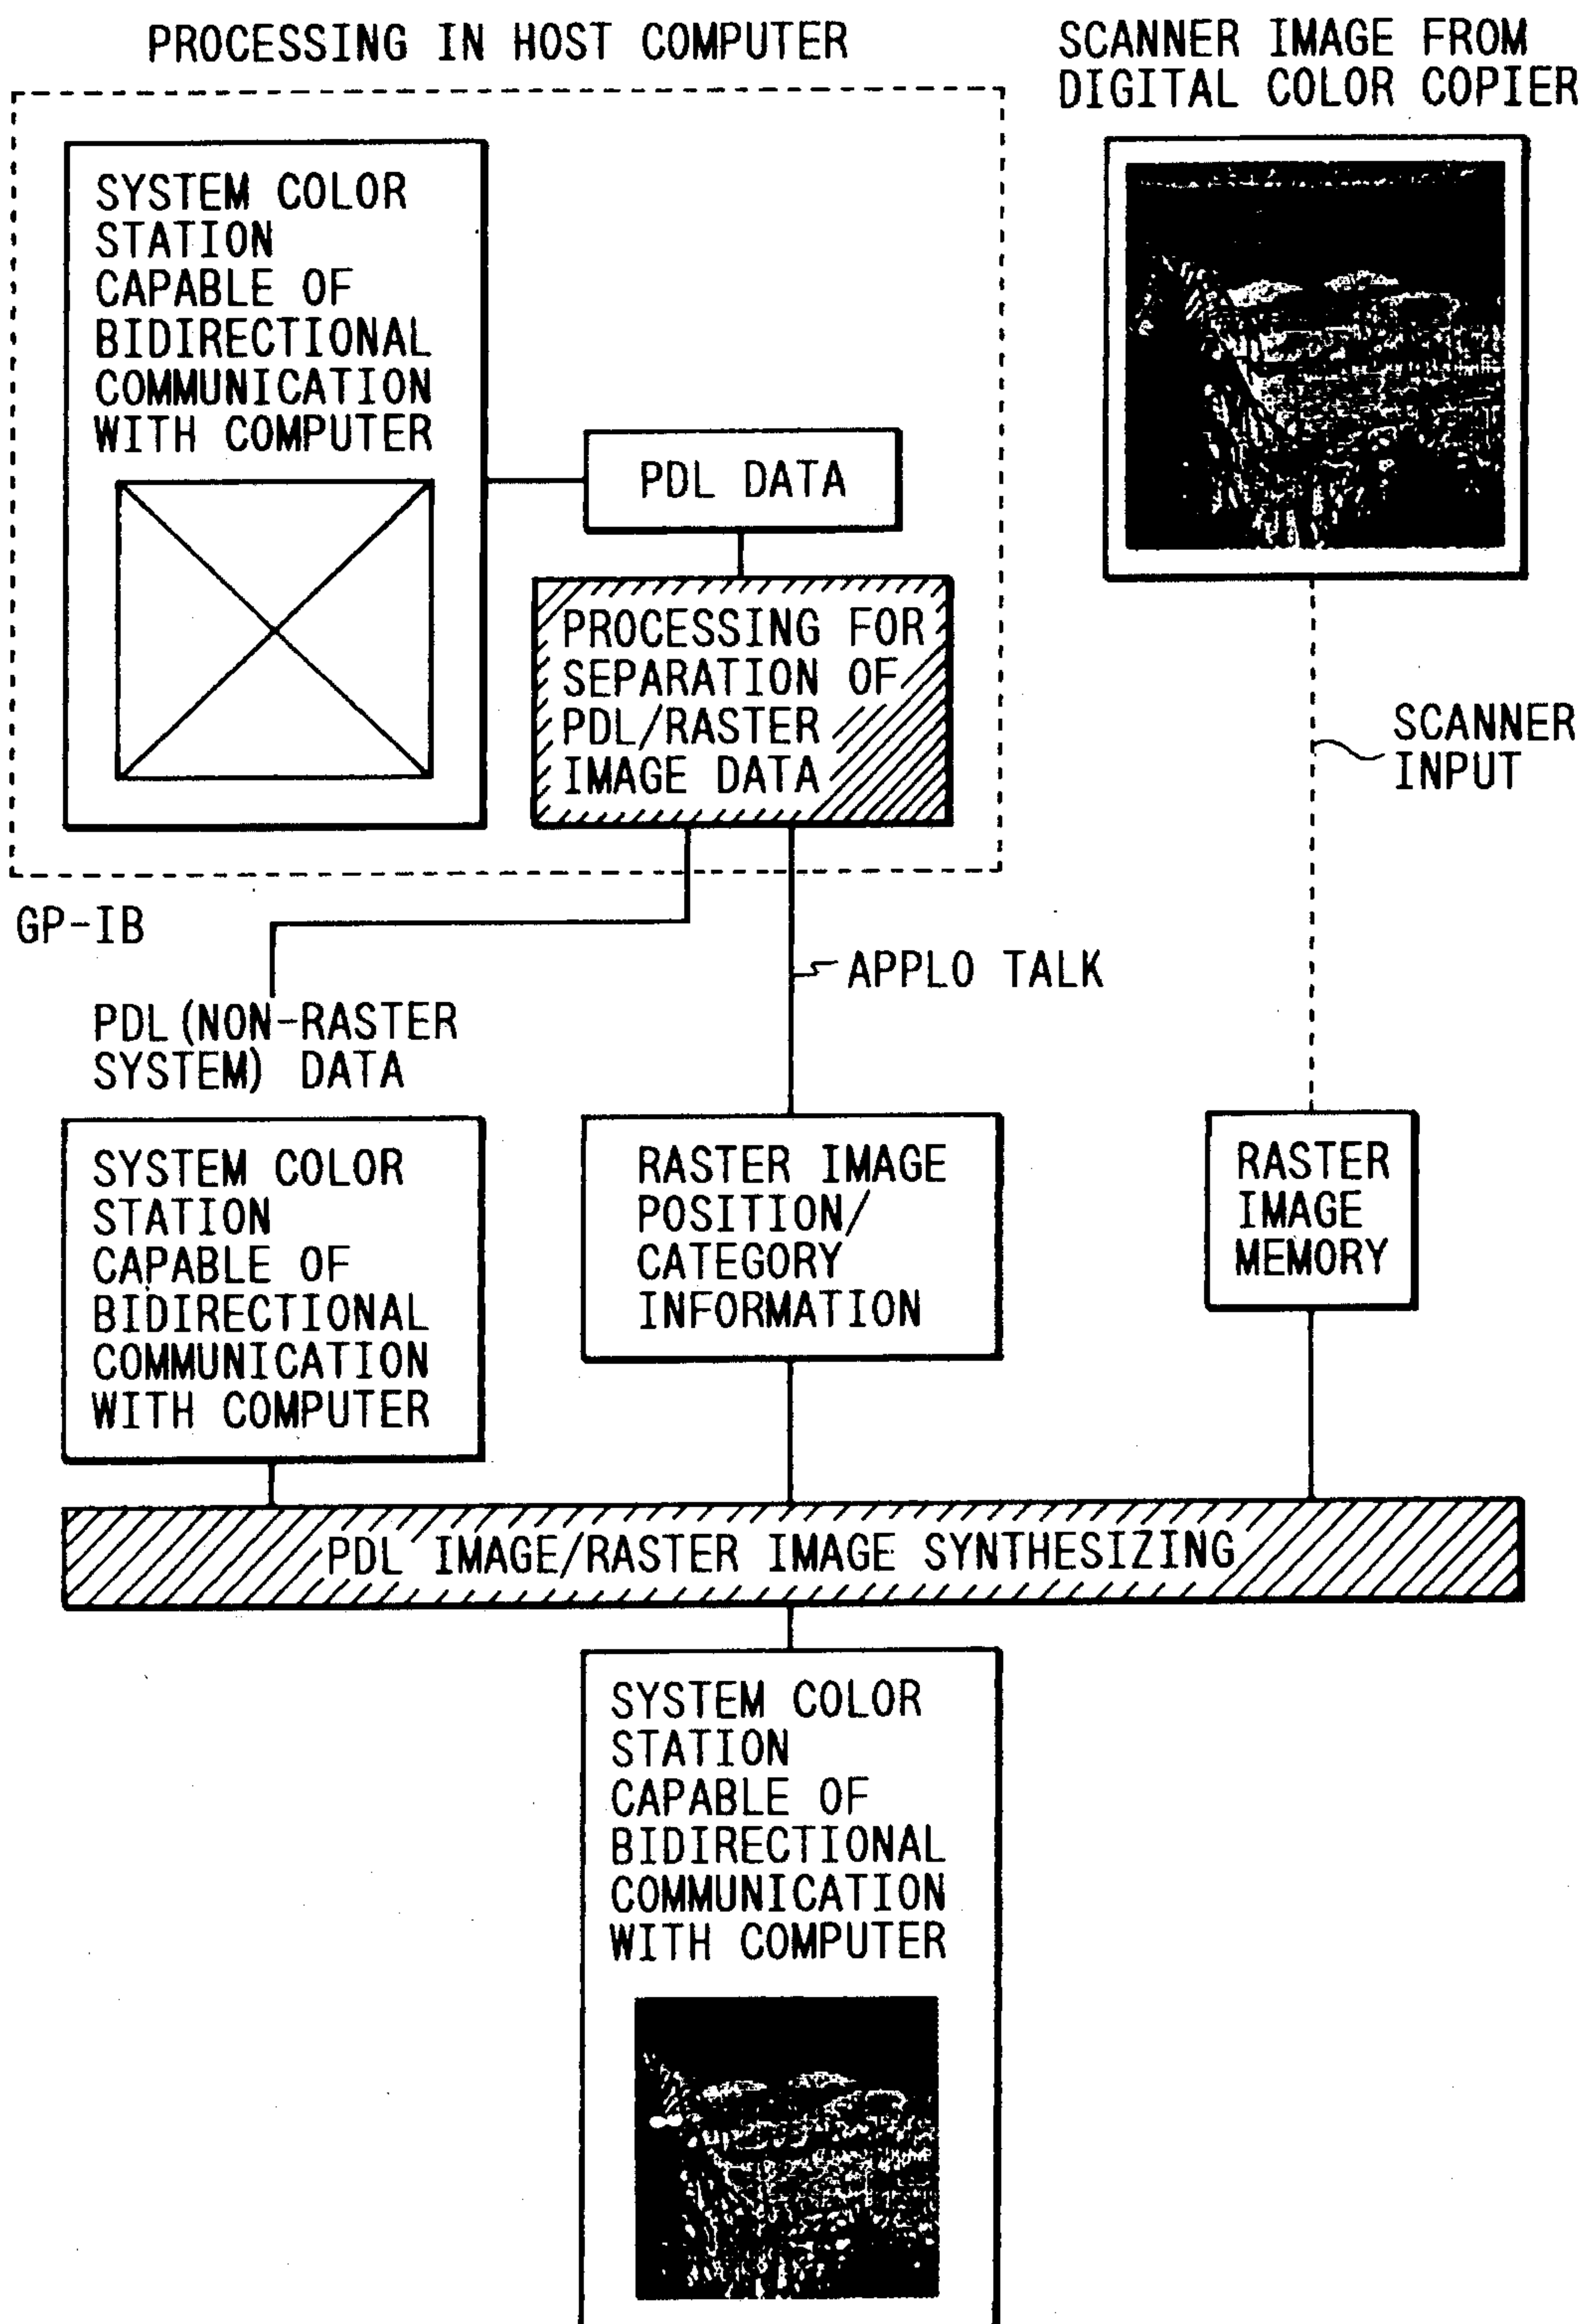 PROCESSING IN HOST COMPUTER
SCANNER IMAGE FROM
DIGITAL COLOR COPIER
SYSTEM COLOR
STATION
CAPABLE OF
BIDIRECTIONAL
COMMUNICATION
WITH COMPUTER
PDL DATA
PROCESSING FOR
SEPARATION OF
PDL/RASTER
IMAGE DATA
SCANNER
INPUT
GP-IB
APPLO TALK
PDL (NON-RASTER
SYSTEM) DATA
SYSTEM COLOR
STATION
CAPABLE OF
BIDIRECTIONAL
COMMUNICATION
WITH COMPUTER
RASTER IMAGE
POSITION/
CATEGORY
INFORMATION
RASTER
IMAGE
MEMORY
PDL IMAGE/RASTER IMAGE SYNTHESIZING
SYSTEM COLOR
STATION
CAPABLE OF
BIDIRECTIONAL
COMMUNICATION
WITH COMPUTER